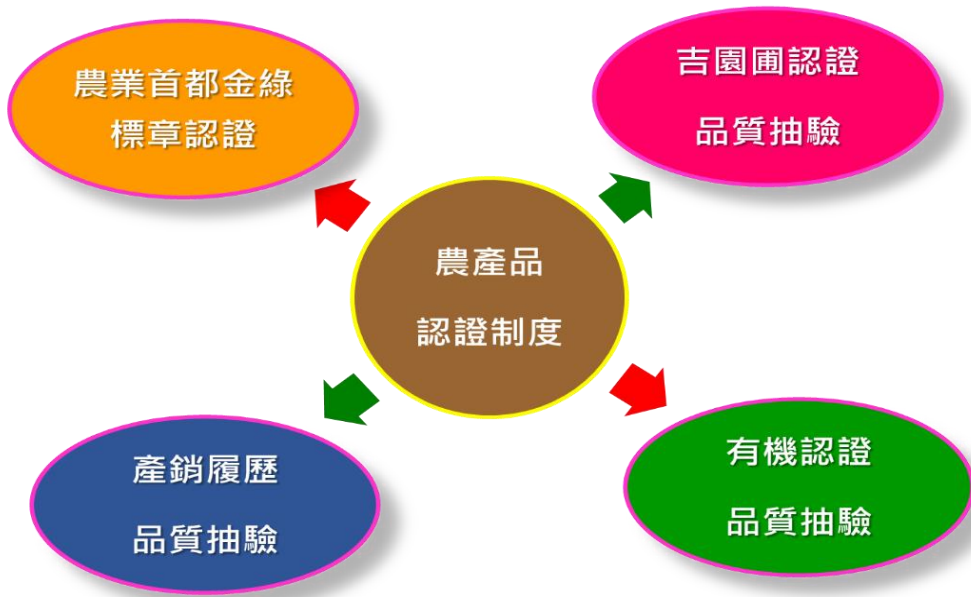 農業首都金綠
標章認證
吉園圃認證
品質抽驗
農產品
認證制度
產銷履歷
品質抽驗
有機認證
品質抽驗